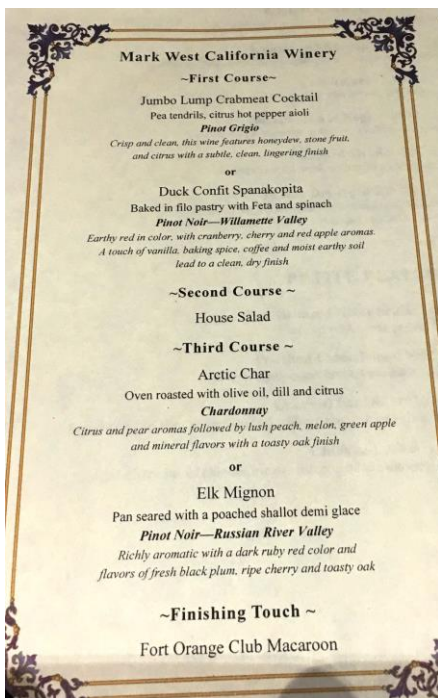 Mark West California Winery
~First Course~
Jumbo Lump Crabmeat Cocktail
Pea tendrils, citrus hot pepper aioli
Pinot Grigio
Crisp and clean, this wine features honeydew, stone fruit,
and citrus with a subtle, clean, lingering finish
or
Duck Confit Spanakopita
Baked in filo pastry with Feta and spinach
Pinot Noir—Willamette Valley
Earthy red in color, with cranberry, cherry and red apple aromas.
A touch of vanilla, baking spice, coffee and moist earthy soil
lead to a clean, dry finish
~Second Course ~
House Salad
~Third Course ~
Arctic Char
Oven roasted with olive oil, dill and citrus
Chardonnay
Citrus and pear aromas followed by lush peach, melon, green apple
and mineral flavors with a toasty oak finish
or
Elk Mignon
Pan seared with a poached shallot demi glace
Pinot Noir—Russian River Valley
Richly aromatic with a dark ruby red color and
flavors of fresh black plum, ripe cherry and toasty oak
~Finishing Touch ~
Fort Orange Club Macaroon